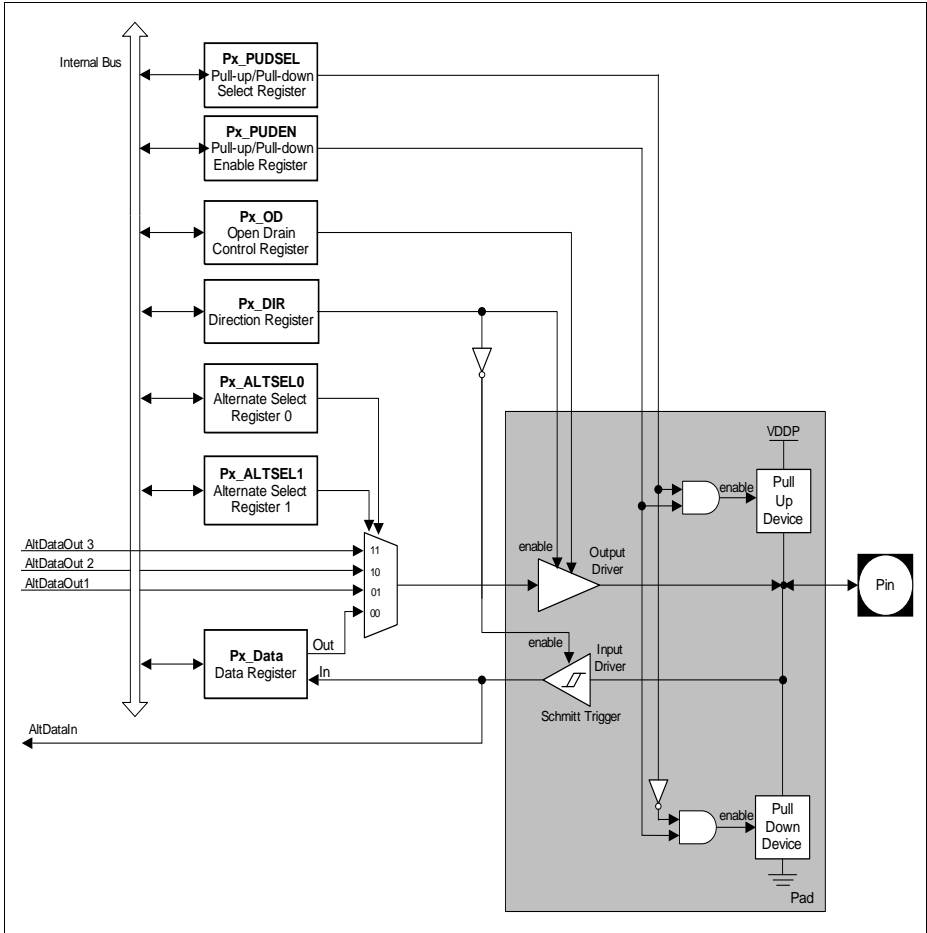 Internal Bus
Px_PUDSEL
Pull-up/Pull-down
Select Register
Px_PUDEN
Pull-up/Pull-down
Enable Register
Px_OD
Open Drain
Control Register
Px_DIR
Direction Register
Px_ALTSEL0
Alternate Select
Register 0
Px_ALTSEL1
Alternate Select
Register 1
AltDataOut 3
AltDataOut 2
AltDataOut1
11
10
01
00
Px_Data
Data Register
Out
In
AltDataIn
VDDP
enable
Pull
Up
Device
enable
Output
Driver
Pin
enable
Input
Driver
Schmitt Trigger
enable
Pull
Down
Device
Pad